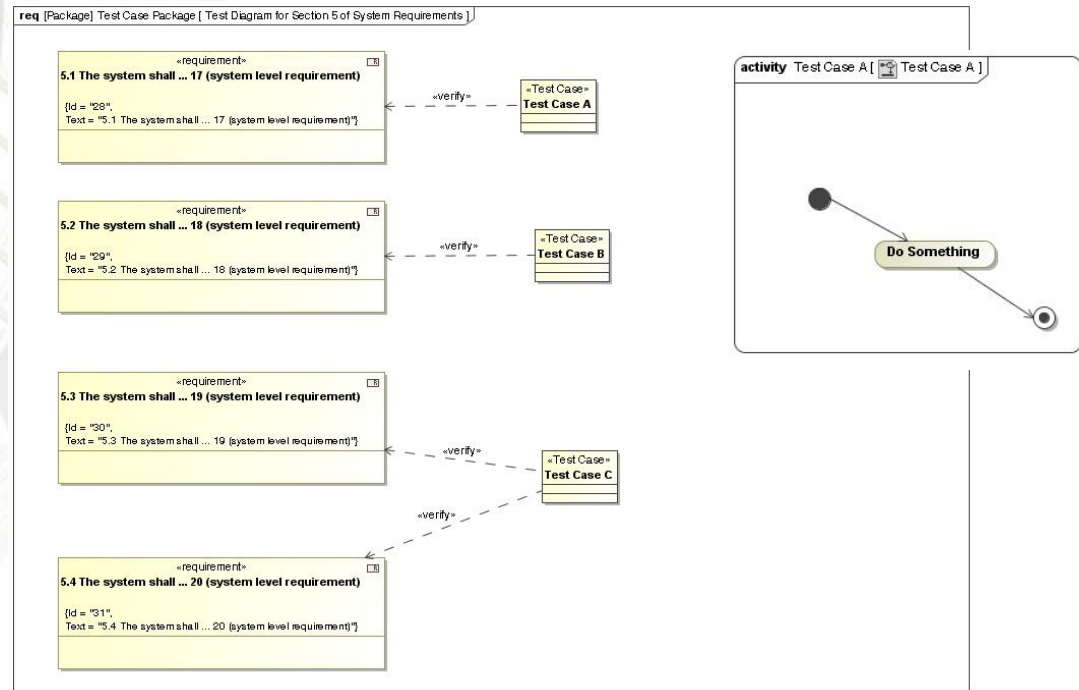 req [Package] Test Case Package [ Test Diagram for Section 5 of System Requirements ]
«requirement»
5.1 The system shall ... 17 (system level requirement)
{Id = "28",
Text = "5.1 The system shall ... 17 (system level requirement)"}
«verify»
«Test Case»
Test Case A
«requirement»
5.2 The system shall ... 18 (system level requirement)
{Id = "29",
Text = "5.2 The system shall ... 18 (system level requirement)"}
«verify»
«Test Case»
Test Case B
«requirement»
5.3 The system shall ... 19 (system level requirement)
{Id = "30",
Text = "5.3 The system shall ... 19 (system level requirement)"}
«verify»
«Test Case»
Test Case C
«verify»
«requirement»
5.4 The system shall ... 20 (system level requirement)
{Id = "31",
Text = "5.4 The system shall ... 20 (system level requirement)"}
activity Test Case A [ Test Case A ]
Do Something